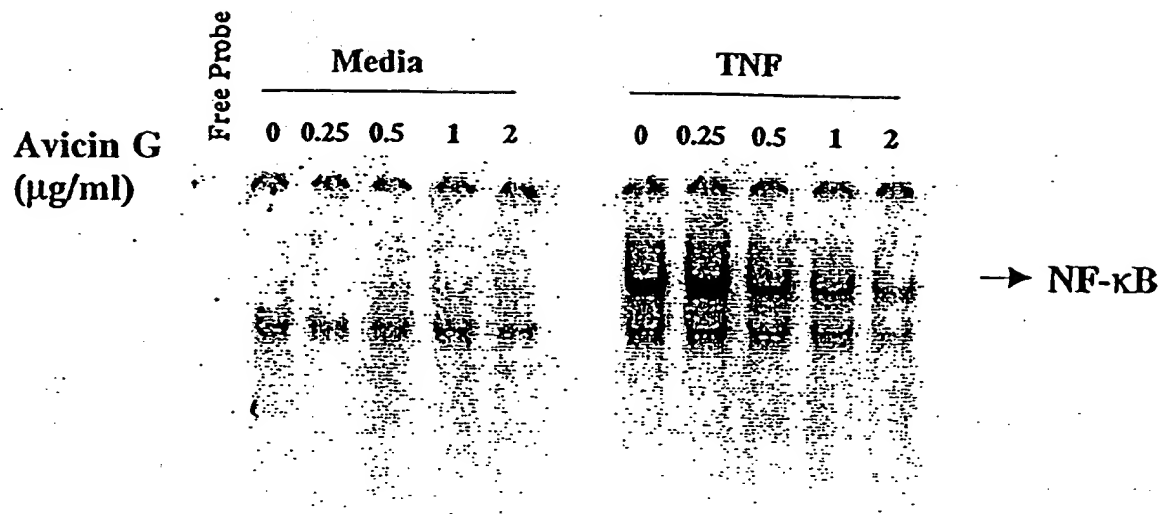 Free Probe
Media
TNF
Avicin G
(µg/ml)
0 0.25 0.5 1 2
0 0.25 0.5 1 2
→ NF-κB